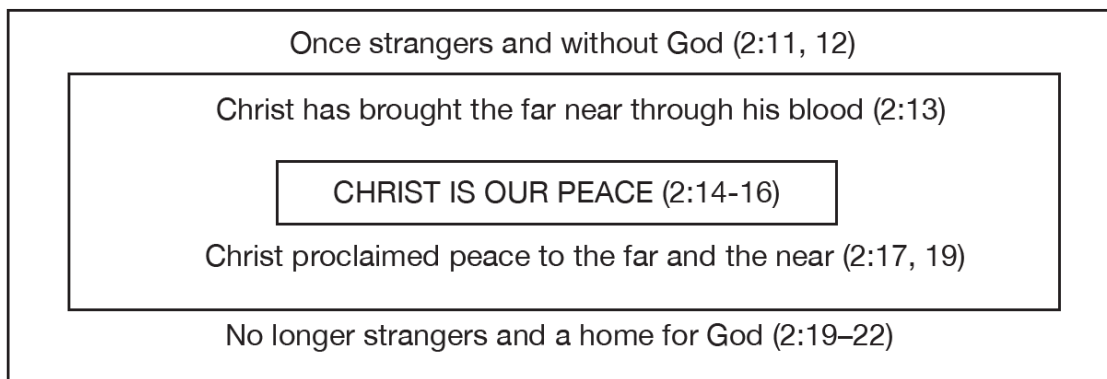 Once strangers and without God (2:11, 12)
Christ has brought the far near through his blood (2:13)
CHRIST IS OUR PEACE (2:14-16)
Christ proclaimed peace to the far and the near (2:17, 19)
No longer strangers and a home for God (2:19–22)